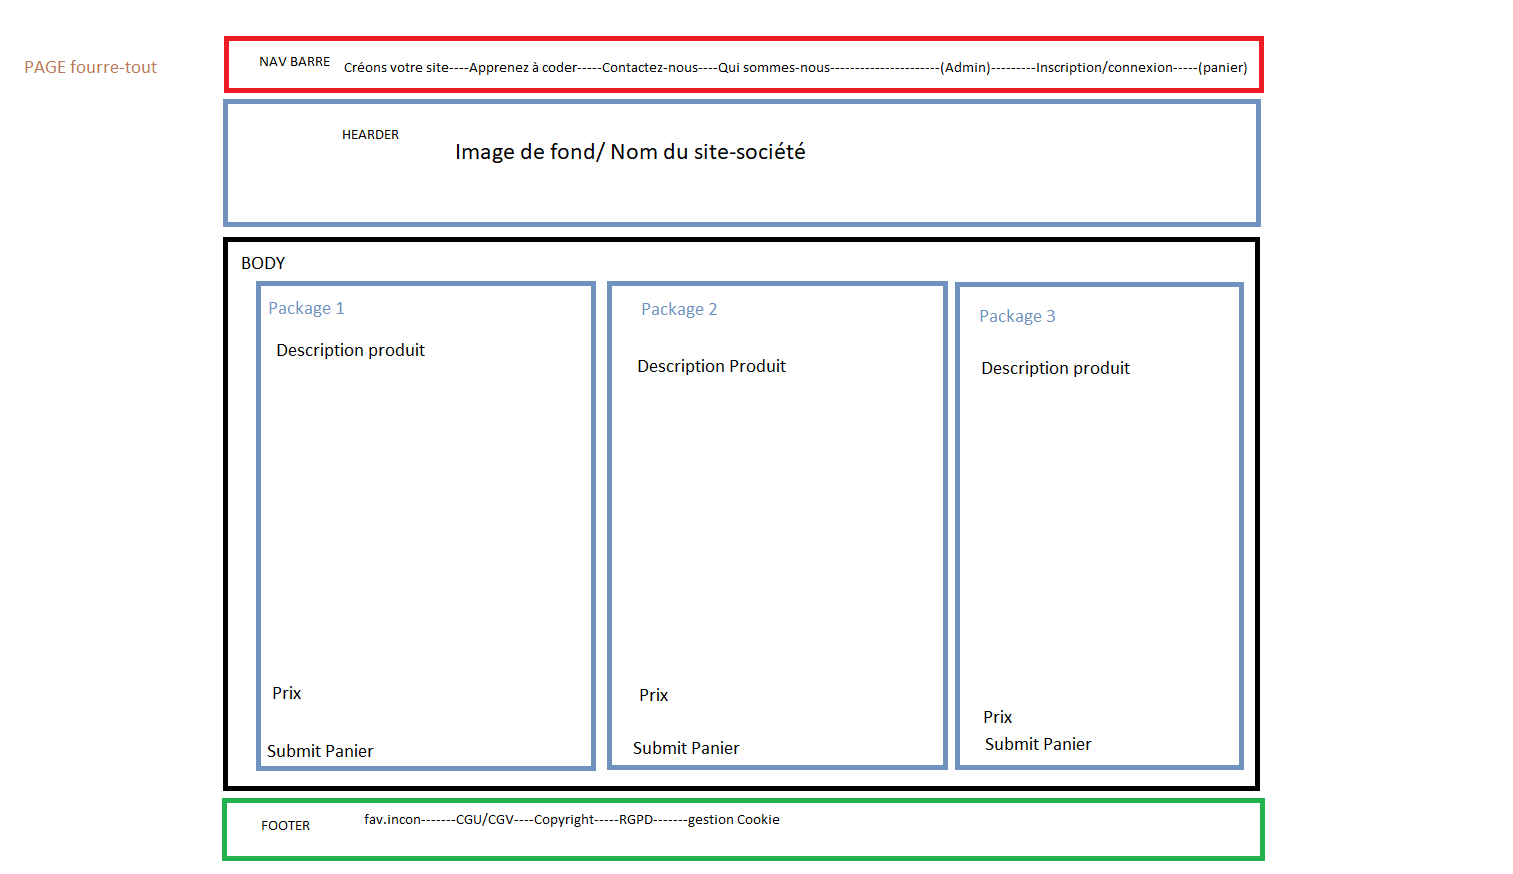 PAGE fourre-tout
NAV BARRE
Créons votre site----Apprenez à coder-----Contactez-nous----Qui sommes-nous----------------------(Admin)---------Inscription/connexion-----(panier)
HEARDER
Image de fond/ Nom du site-société
BODY
Package 1
Description produit
Prix
Submit Panier
Package 2
Description Produit
Prix
Submit Panier
Package 3
Description produit
Prix
Submit Panier
FOOTER
fav.incon-------CGU/CGV----Copyright-----RGPD-------gestion Cookie